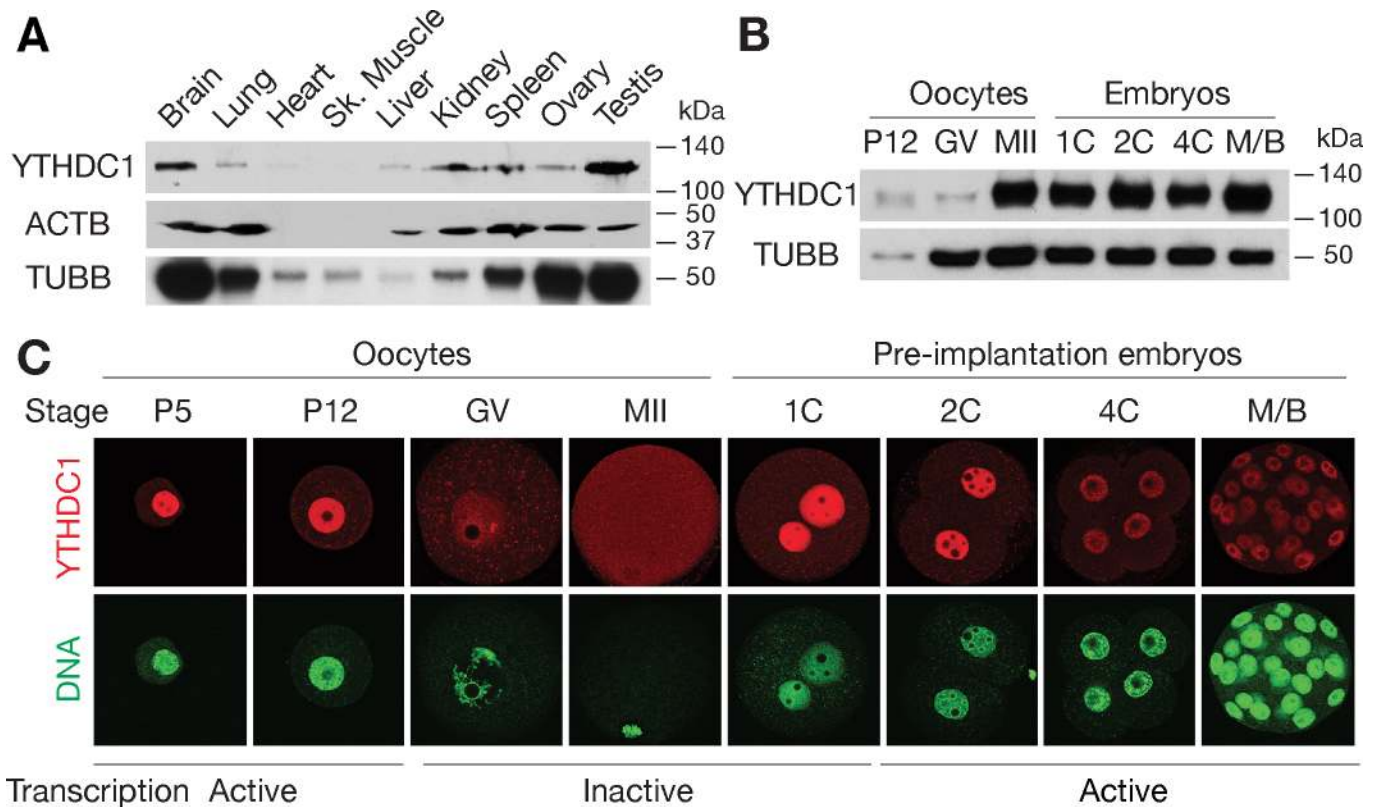 A
Brain Lung Heart Sk. Muscle Liver Kidney Spleen Ovary Testis
kDa
YTHDC1
140
100
ACTB
50
37
TUBB
50
B
Oocytes Embryos
P12 GV MII 1C 2C 4C M/B kDa
YTHDC1
140
100
TUBB
50
C
Oocytes Pre-implantation embryos
Stage P5 P12 GV MII 1C 2C 4C M/B
YTHDC1
DNA
Transcription Active Inactive Active